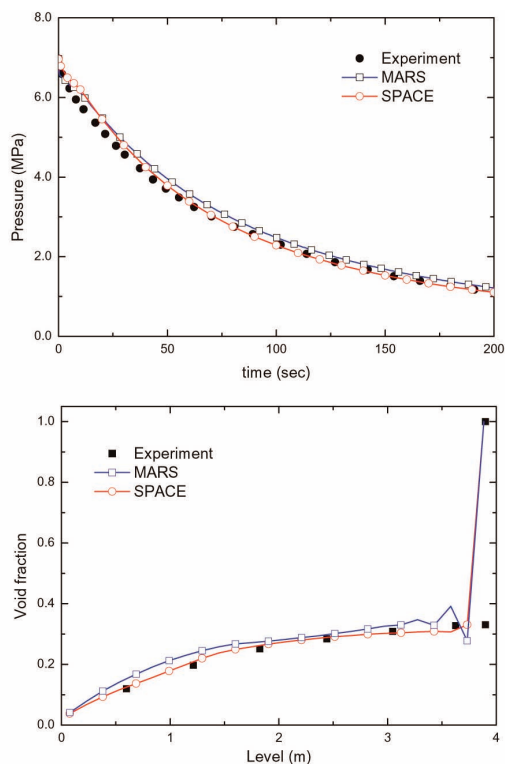 8.0
6.0
4.0
2.0
0.0
Pressure (MPa)
Experiment
MARS
SPACE
0 50 100 150 200
time (sec)
1.0
0.8
0.6
0.4
0.2
0.0
Void fraction
Experiment
MARS
SPACE
0 1 2 3 4
Level (m)